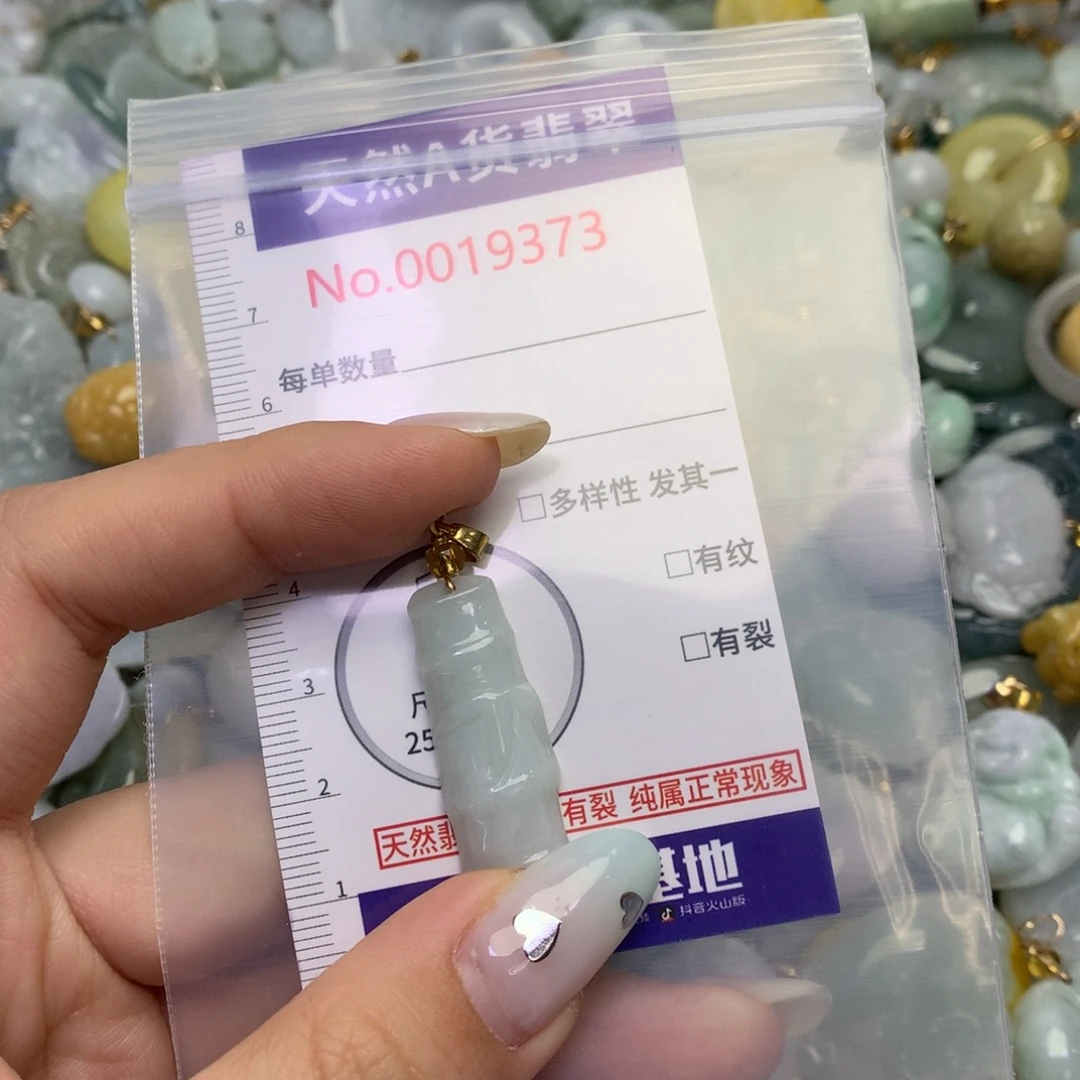 天然A货翡翠
No.0019373
8
7
每单数量
6
□多样性 发其一
□有纹
4
□有裂
3
尺
25
2
天然翡 有裂 纯属正常现象
1
基地
抖音火山版